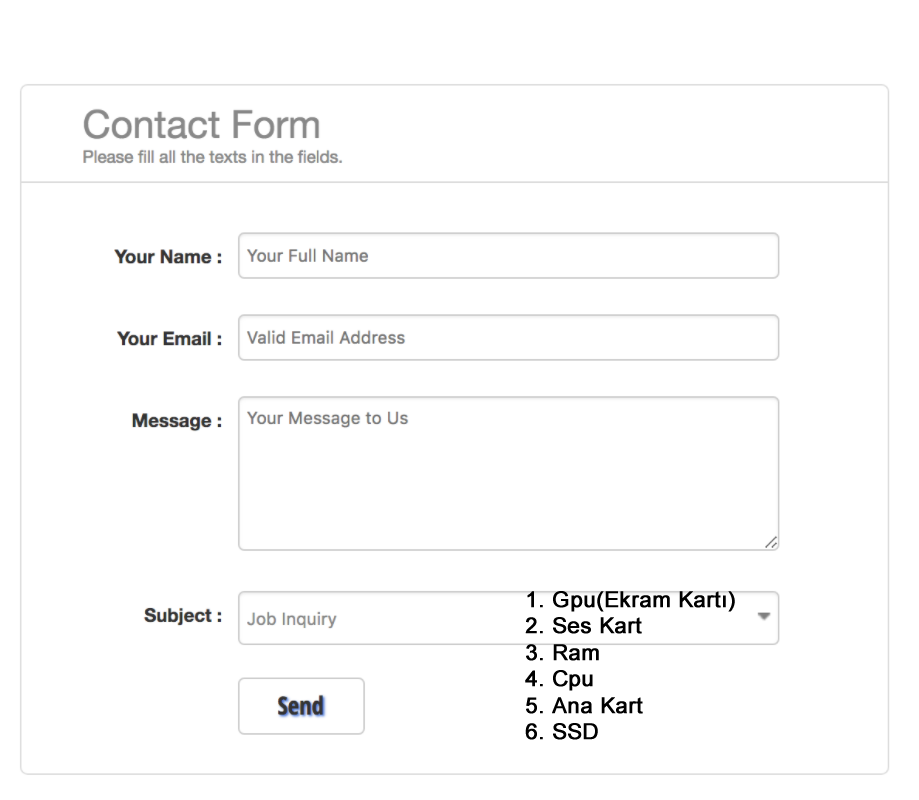 Contact Form
Please fill all the texts in the fields.
Your Name :
Your Full Name
Your Email :
Valid Email Address
Message :
Your Message to Us
Subject :
Job Inquiry
1. Gpu(Ekram Kartı)
2. Ses Kart
3. Ram
4. Cpu
5. Ana Kart
6. SSD
Send